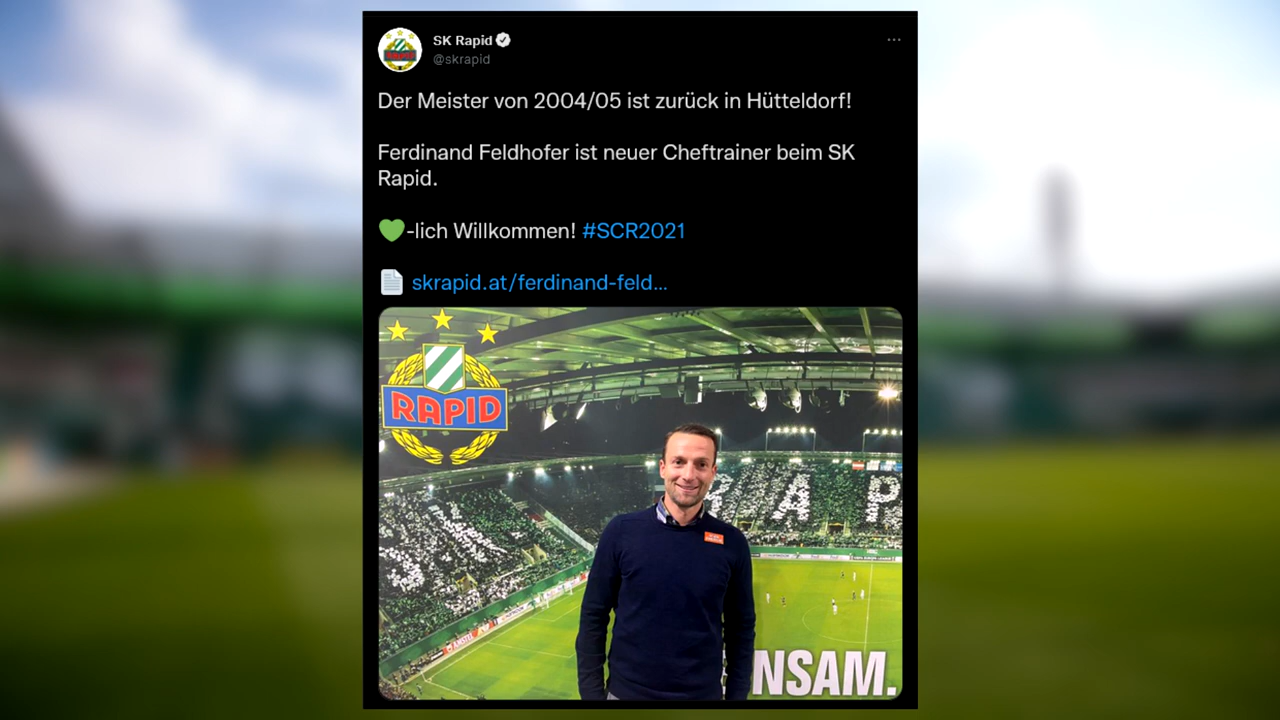 SK Rapid
@skrapid
Der Meister von 2004/05 ist zurück in Hütteldorf!
Ferdinand Feldhofer ist neuer Cheftrainer beim SK
Rapid.
💚-lich Willkommen! #SCR2021
skrapid.at/ferdinand-feld...
RAPID
RAP
NSAM.